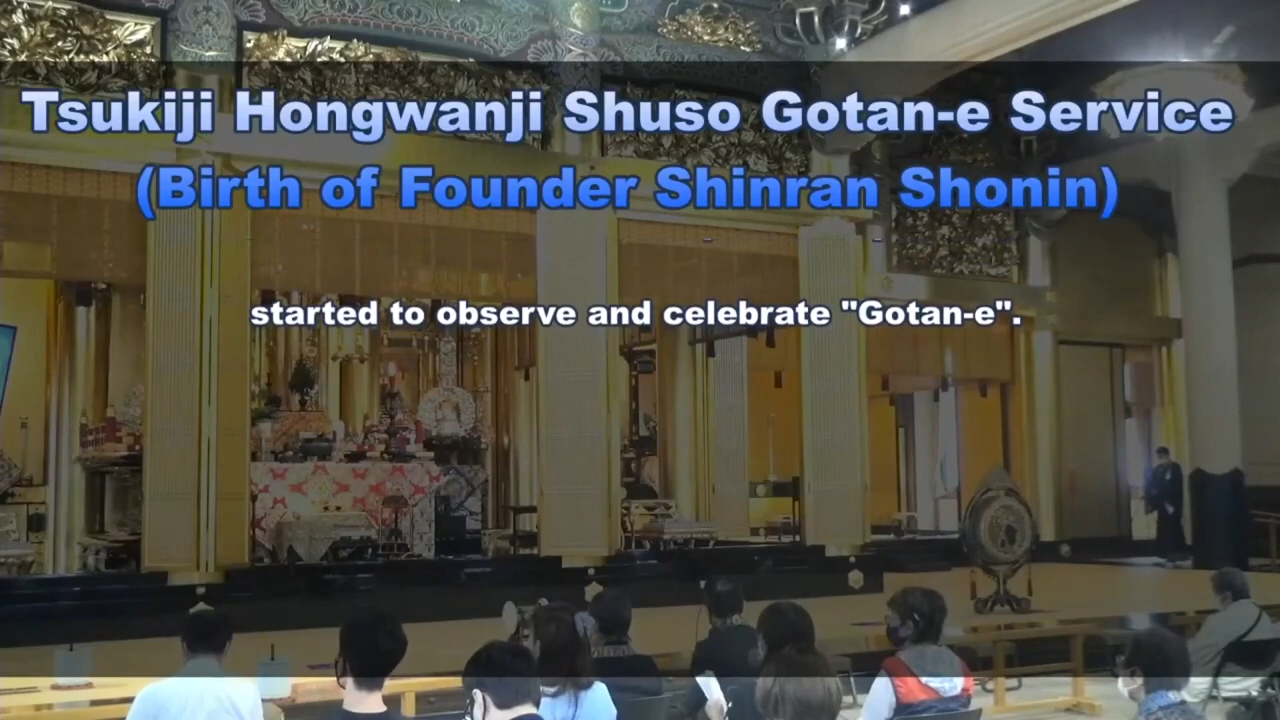 Tsukiji Hongwanji Shuso Gotan-e Service
(Birth of Founder Shinran Shonin)
started to observe and celebrate "Gotan-e".